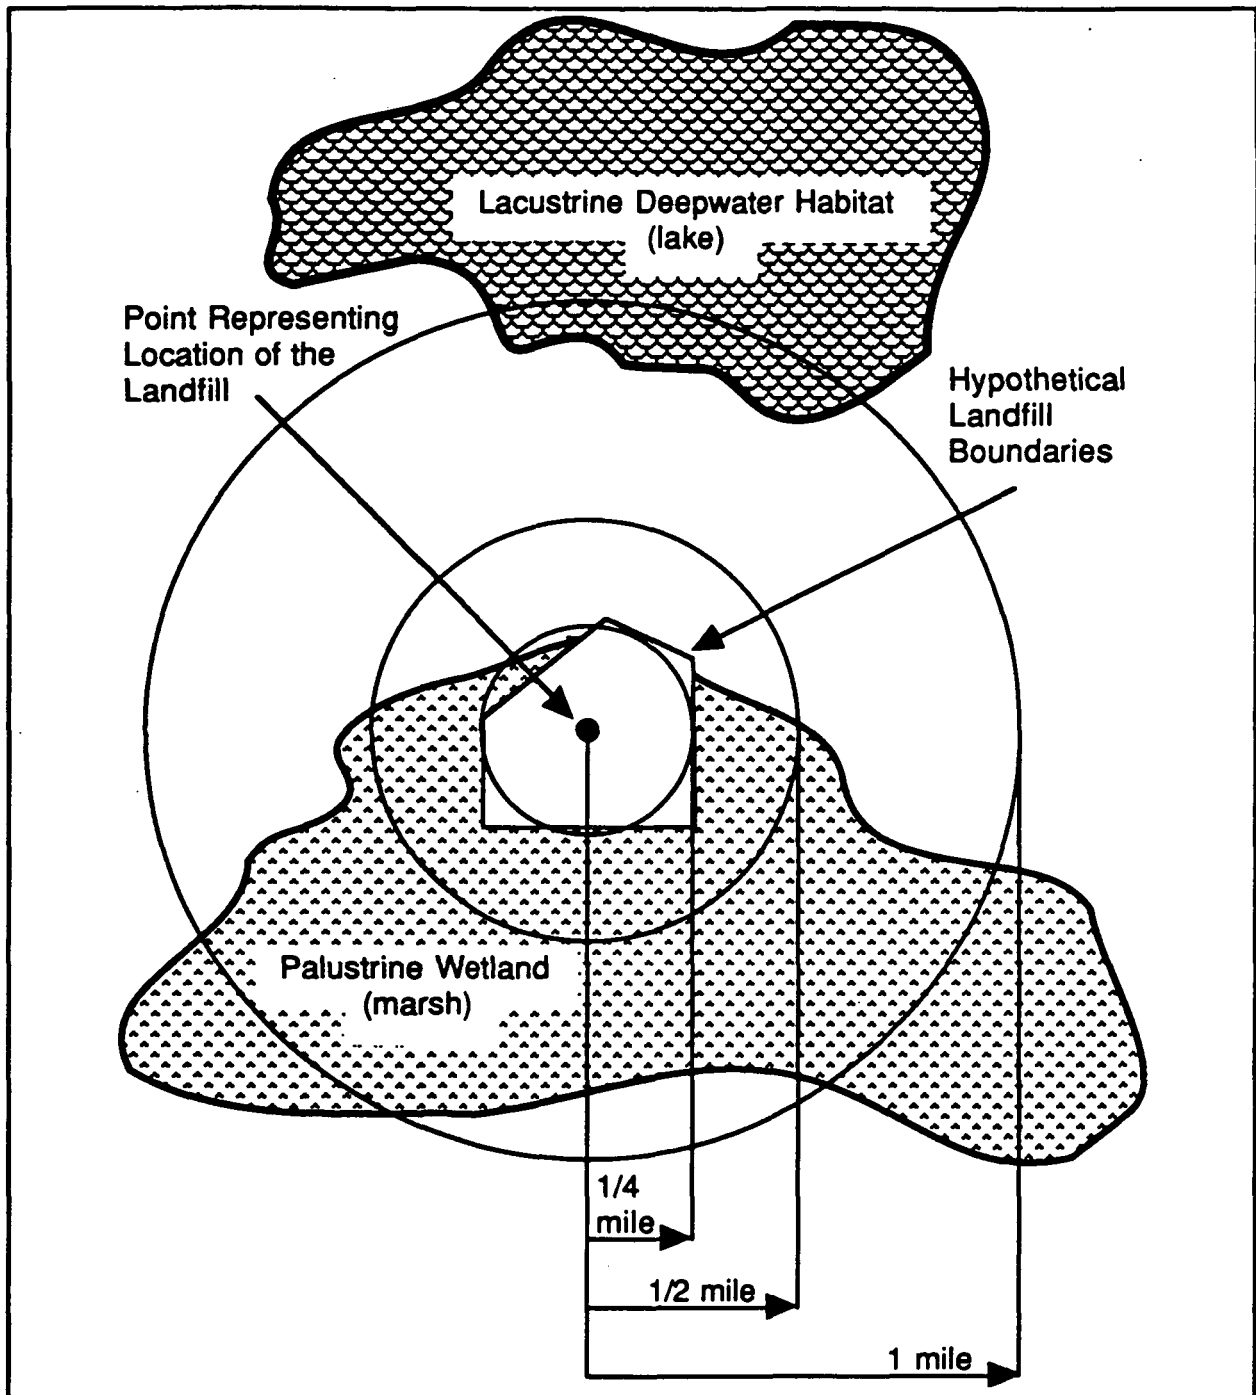 Lacustrine Deepwater Habitat
(lake)
Point Representing
Location of the
Landfill
Hypothetical
Landfill
Boundaries
Palustrine Wetland
(marsh)
1/4
mile
1/2 mile
1 mile